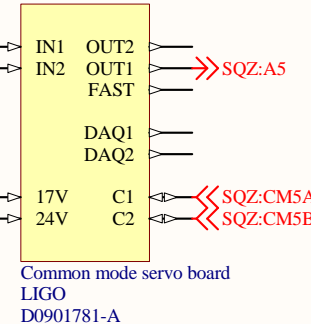 IN1 OUT2
IN2 OUT1 SQZ:A5
FAST
DAQ1
DAQ2
17V C1 SQZ:CM5A
24V C2 SQZ:CM5B
Common mode servo board
LIGO
D0901781-A